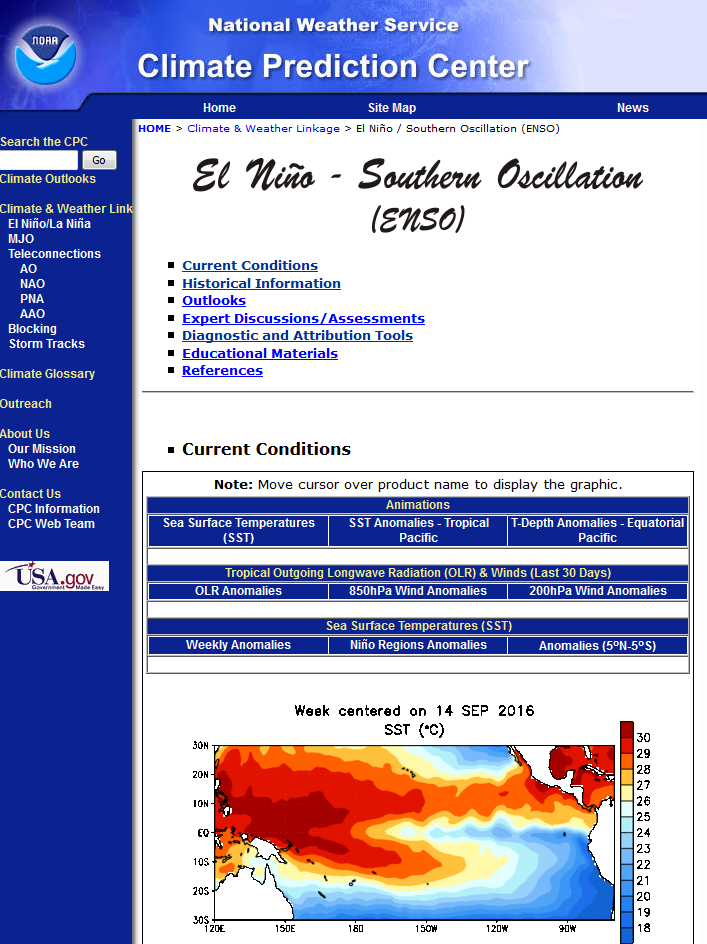 NOAA
National Weather Service
Climate Prediction Center
Home Site Map News
HOME > Climate & Weather Linkage > El Niño / Southern Oscillation (ENSO)
Search the CPC
Go
Climate Outlooks
Climate & Weather Link
El Niño/La Niña
MJO
Teleconnections
AO
NAO
PNA
AAO
Blocking
Storm Tracks
Climate Glossary
Outreach
About Us
Our Mission
Who We Are
Contact Us
CPC Information
CPC Web Team
USA.gov
Government Made Easy
El Niño - Southern Oscillation
(ENSO)
Current Conditions
Historical Information
Outlooks
Expert Discussions/Assessments
Diagnostic and Attribution Tools
Educational Materials
References
Current Conditions
Note: Move cursor over product name to display the graphic.
Animations
Sea Surface Temperatures (SST)
SST Anomalies - Tropical Pacific
T-Depth Anomalies - Equatorial Pacific
Tropical Outgoing Longwave Radiation (OLR) & Winds (Last 30 Days)
OLR Anomalies 850hPa Wind Anomalies 200hPa Wind Anomalies
Sea Surface Temperatures (SST)
Weekly Anomalies Niño Regions Anomalies Anomalies (5ºN-5ºS)
Week centered on 14 SEP 2016
SST (°C)
30N
20N
10N
EQ
10S
20S
30S
120E 150E 180 150W 120W 90W
30
29
28
27
26
25
24
23
22
21
20
19
18